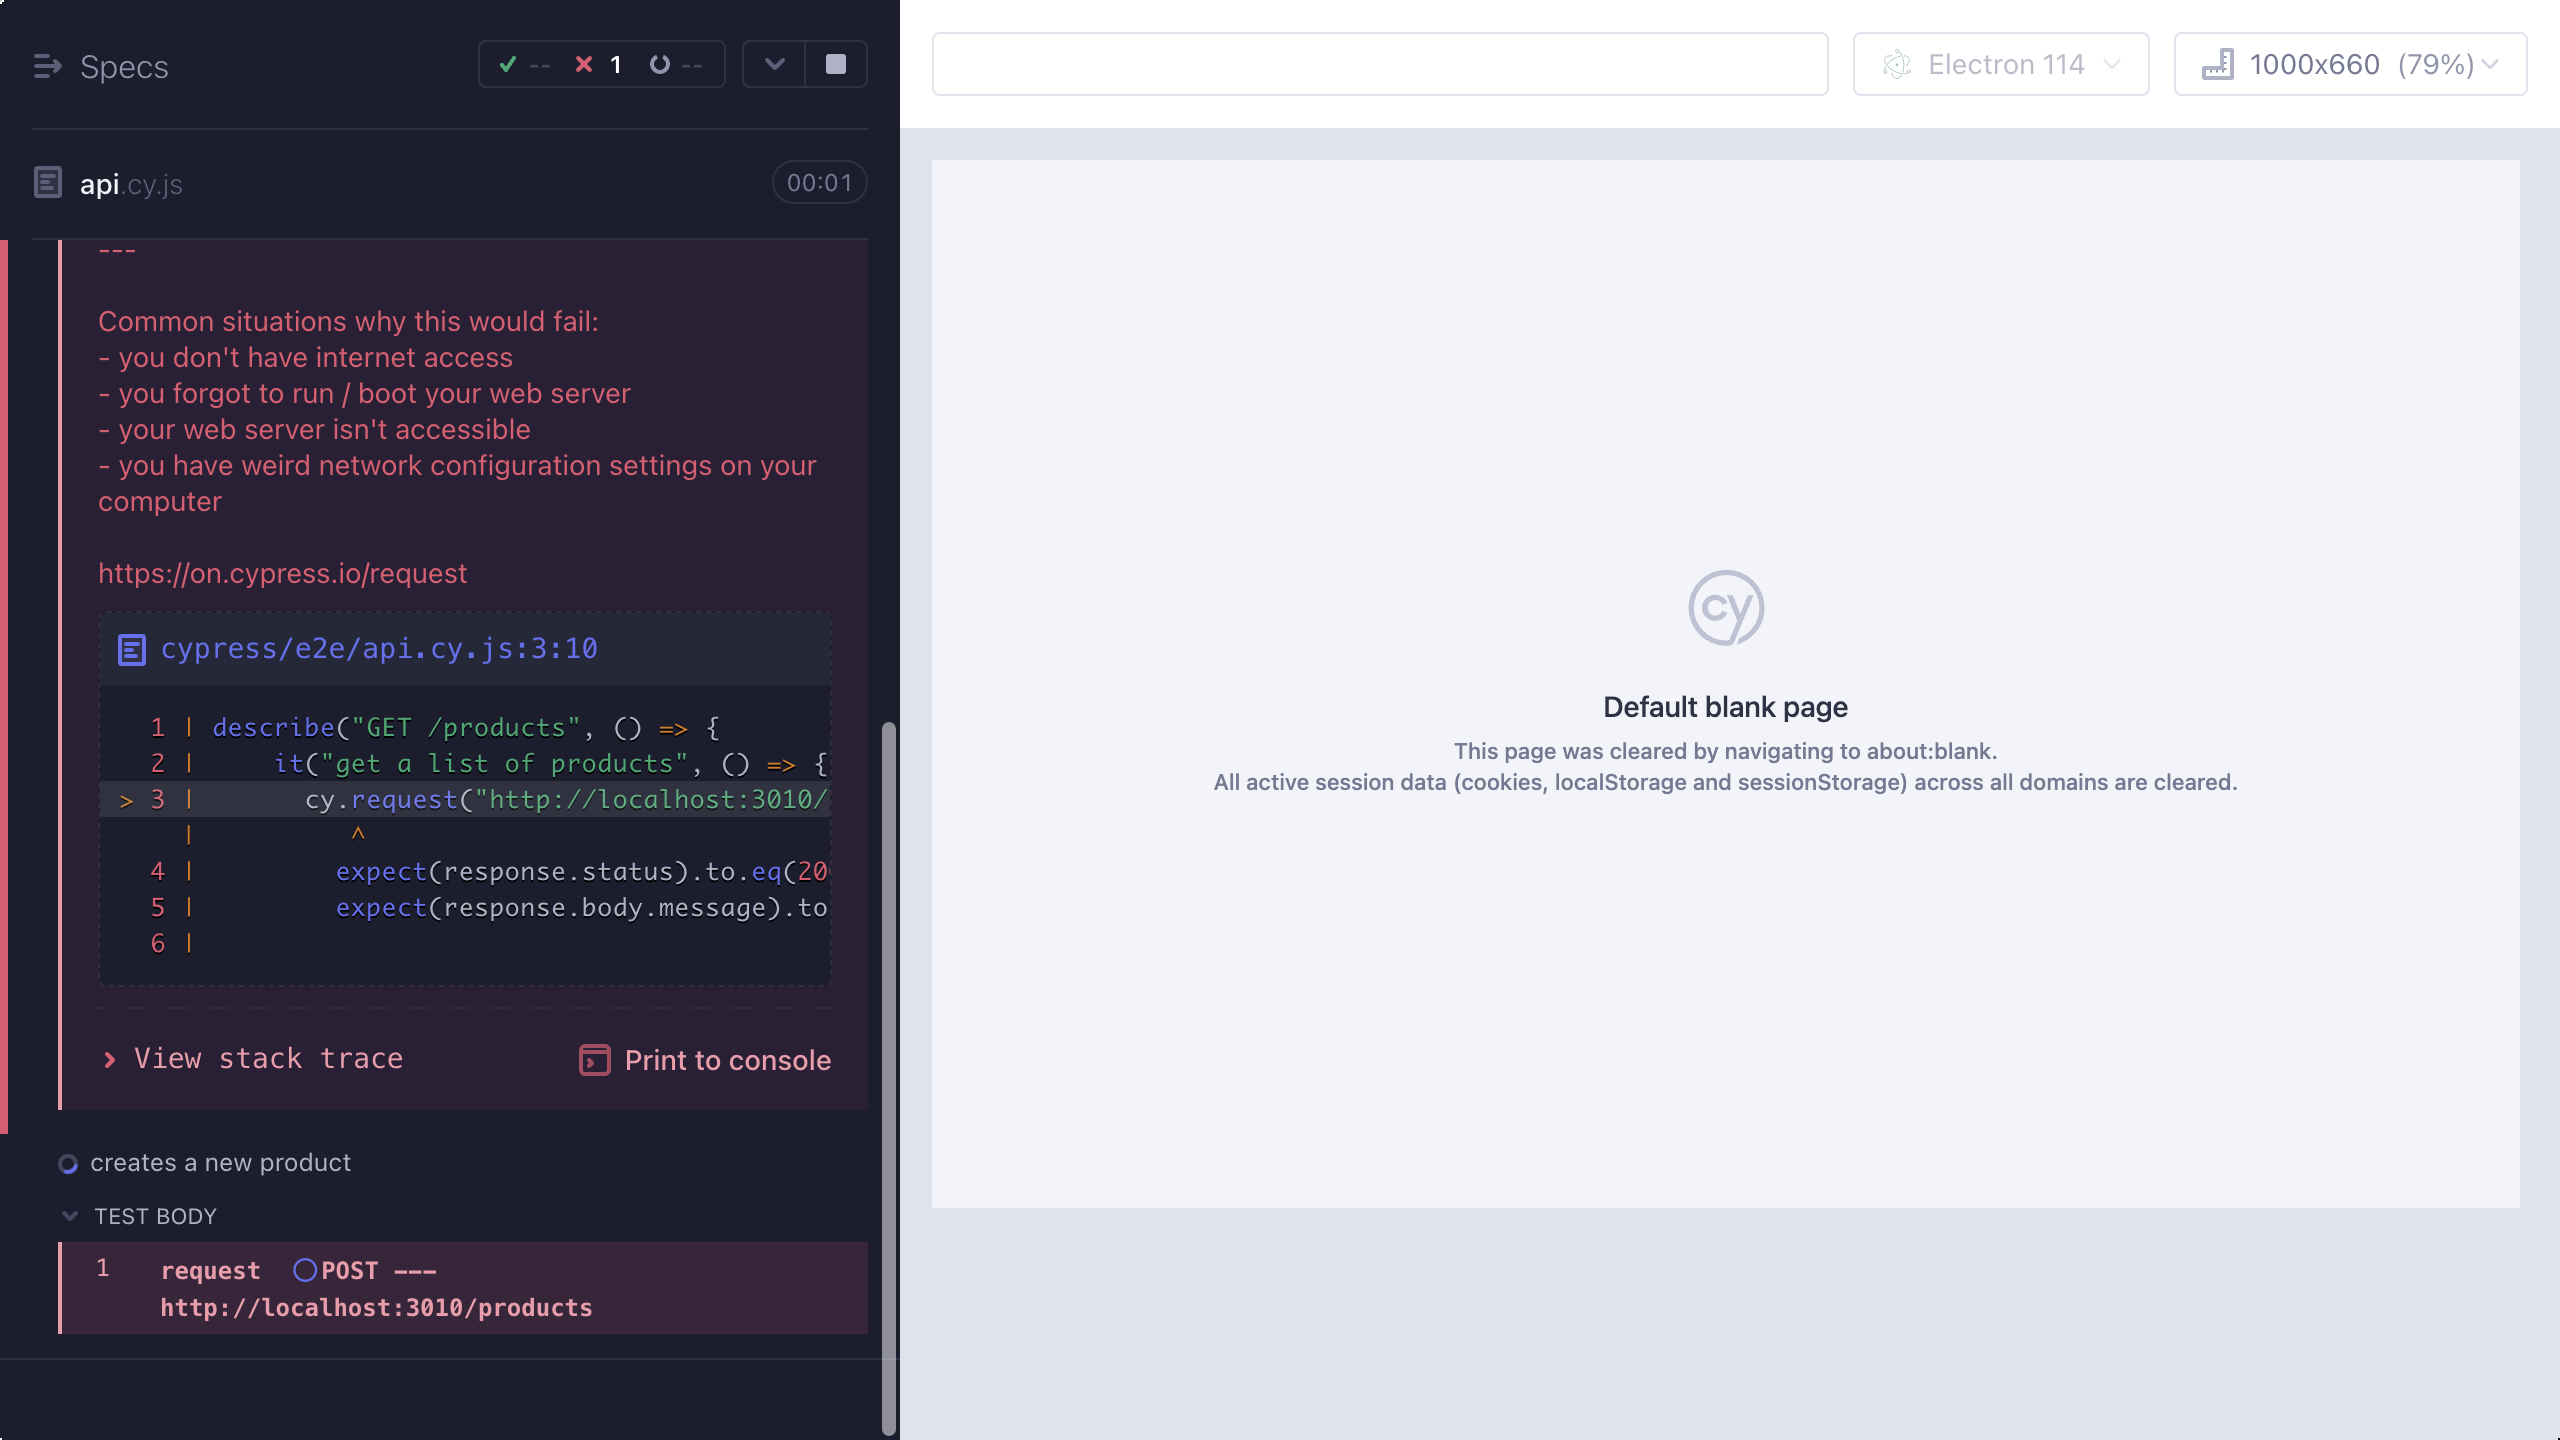 Specs
-- 1 --
api.cy.js
00:01
---
Common situations why this would fail:
- you don't have internet access
- you forgot to run / boot your web server
- your web server isn't accessible
- you have weird network configuration settings on your
computer
https://on.cypress.io/request
cypress/e2e/api.cy.js:3:10
1 | describe("GET /products", () => {
2 |     it("get a list of products", () => {
> 3 |       cy.request("http://localhost:3010/
  |          ^
4 |         expect(response.status).to.eq(20
5 |         expect(response.body.message).to
6 |
View stack trace
Print to console
creates a new product
TEST BODY
1 request POST ---
http://localhost:3010/products
Electron 114
1000x660 (79%)
cy
Default blank page
This page was cleared by navigating to about:blank.
All active session data (cookies, localStorage and sessionStorage) across all domains are cleared.